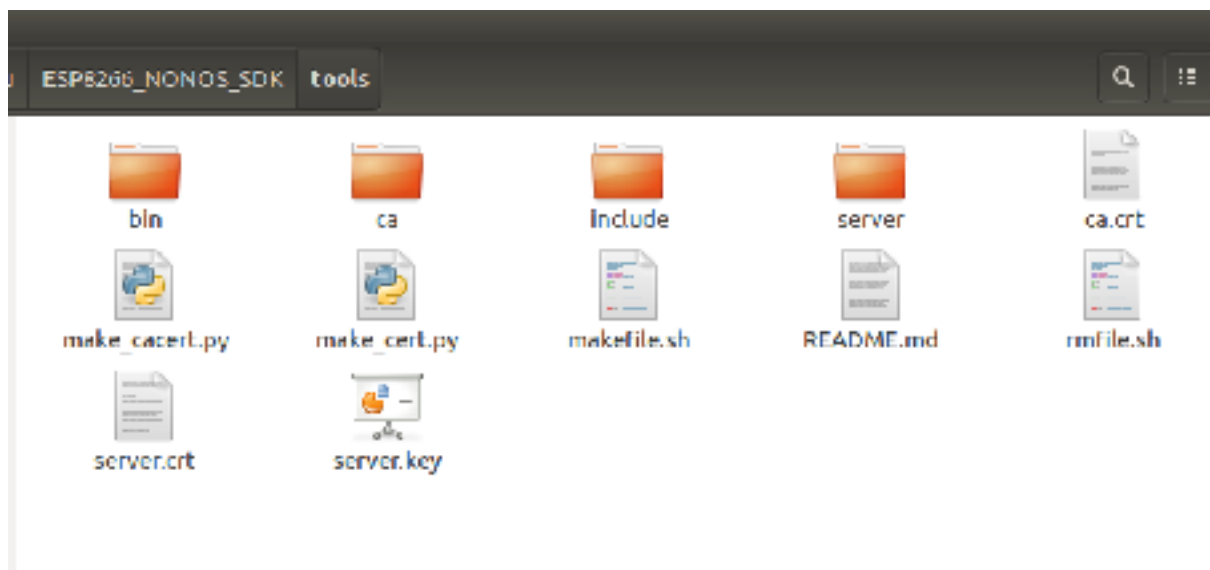 ESP8266_NONOS_SDK tools
bin ca include server ca.crt
make_cacert.py make_cert.py makefile.sh README.md rmfile.sh
server.crt server.key